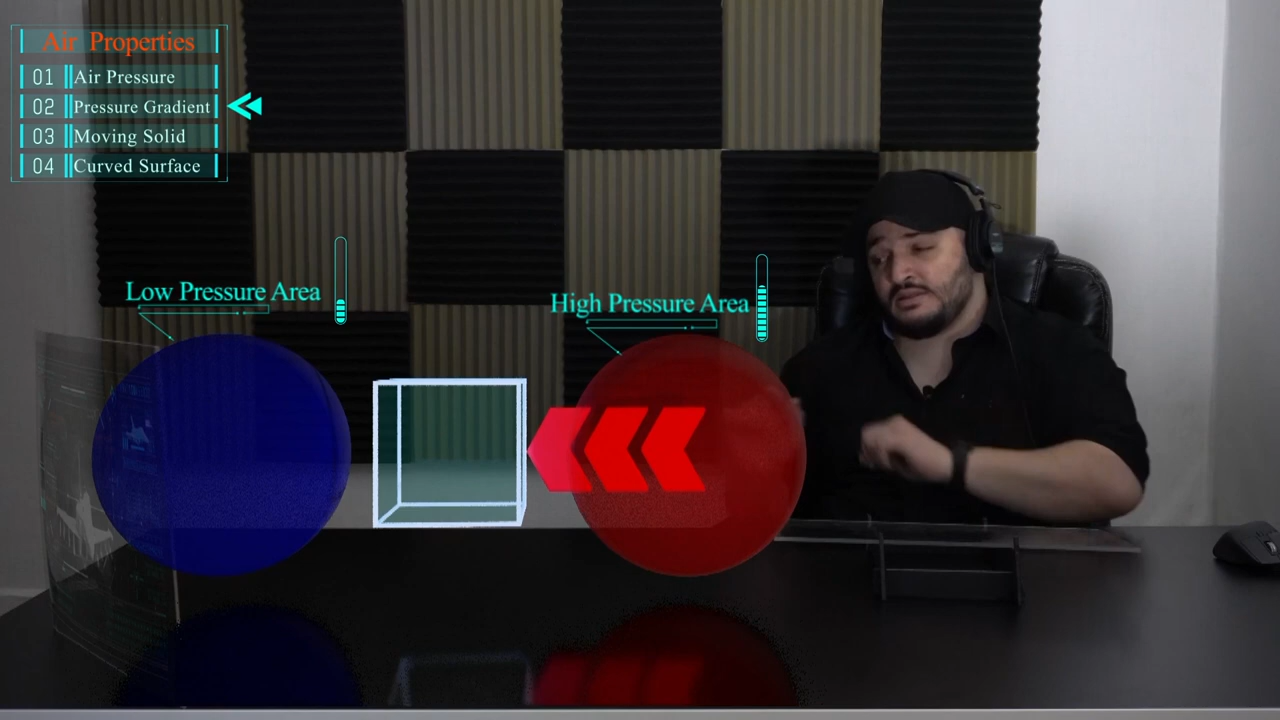 Air Properties
01 Air Pressure
02 Pressure Gradient
03 Moving Solid
04 Curved Surface
Low Pressure Area
High Pressure Area